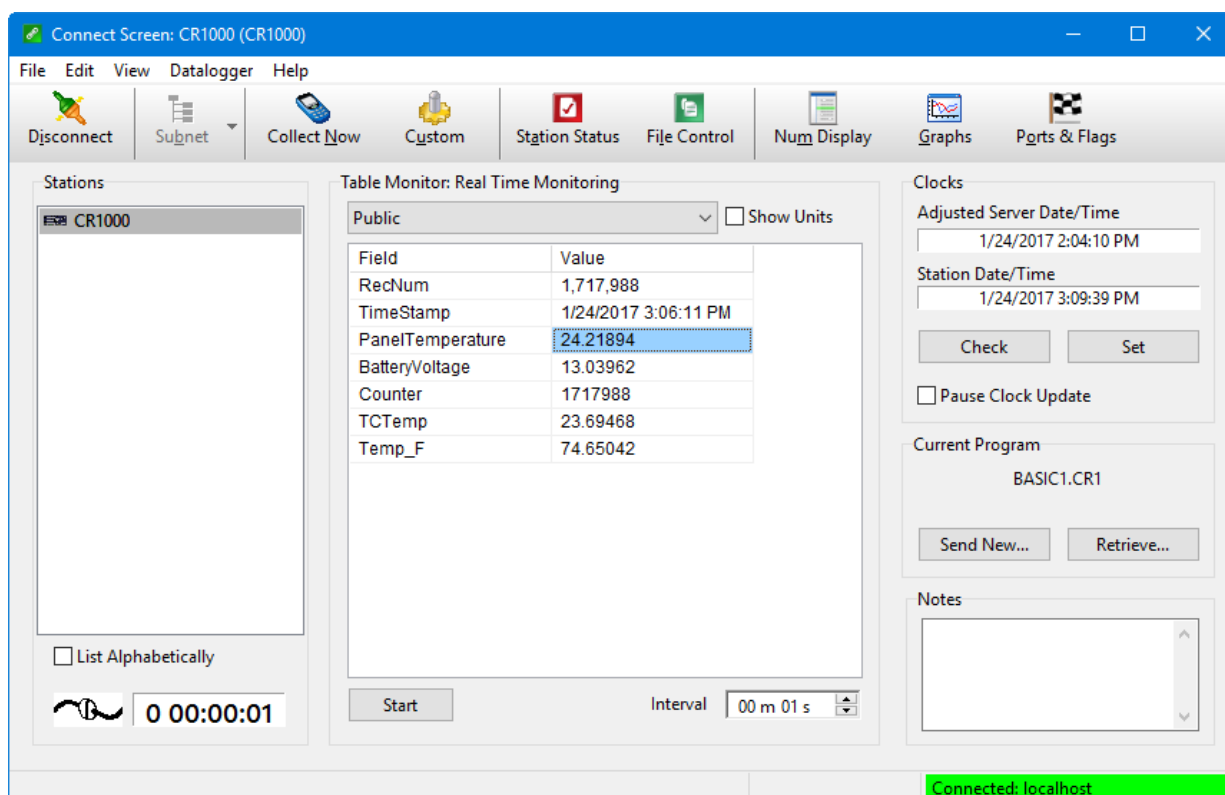 Connect Screen: CR1000 (CR1000)
File Edit View Datalogger Help
Disconnect Subnet Collect Now Custom Station Status File Control Num Display Graphs Ports & Flags
Stations
CR1000
List Alphabetically
0 00:00:01
Table Monitor: Real Time Monitoring
Public Show Units
Field Value
RecNum 1,717,988
TimeStamp 1/24/2017 3:06:11 PM
PanelTemperature 24.21894
BatteryVoltage 13.03962
Counter 1717988
TCTemp 23.69468
Temp_F 74.65042
Start Interval 00 m 01 s
Clocks
Adjusted Server Date/Time
1/24/2017 2:04:10 PM
Station Date/Time
1/24/2017 3:09:39 PM
Check Set
Pause Clock Update
Current Program
BASIC1.CR1
Send New... Retrieve...
Notes
Connected: localhost